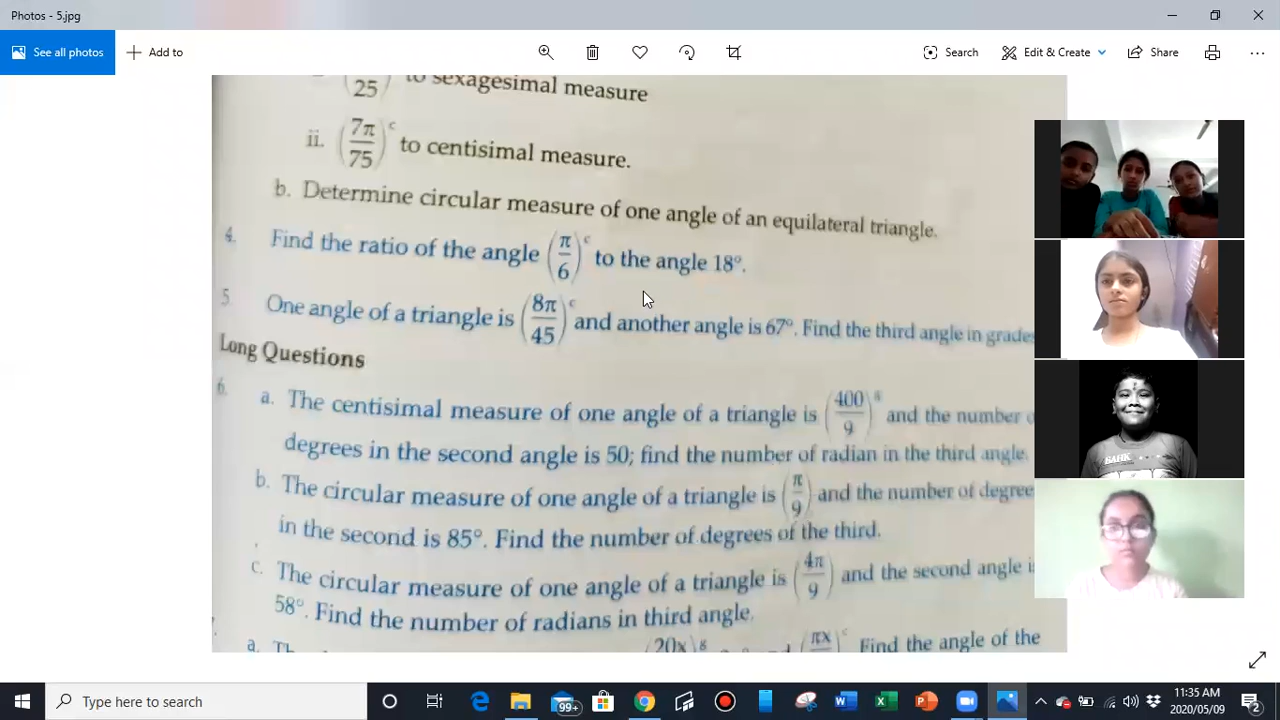 Photos - 5.jpg
See all photos
Add to
Search
Edit & Create
Share
(  /25) to sexagesimal measure
ii. (7π/75)ᶜ to centisimal measure.
b. Determine circular measure of one angle of an equilateral triangle.
4. Find the ratio of the angle (π/6)ᶜ to the angle 18°.
5 One angle of a triangle is (8π/45)ᶜ and another angle is 67°. Find the third angle in grades
Long Questions
6. a. The centisimal measure of one angle of a triangle is (400/9)ᵍ and the number
degrees in the second angle is 50; find the number of radian in the third angle.
b. The circular measure of one angle of a triangle is (π/9) and the number of degree
in the second is 85°. Find the number of degrees of the third.
c. The circular measure of one angle of a triangle is (4π/9) and the second angle i
58°. Find the number of radians in third angle.
a. (20x)ᵍ (πx)ᶜ Find the angle of the
BAHK
Type here to search
99+
11:35 AM
2020/05/09
2